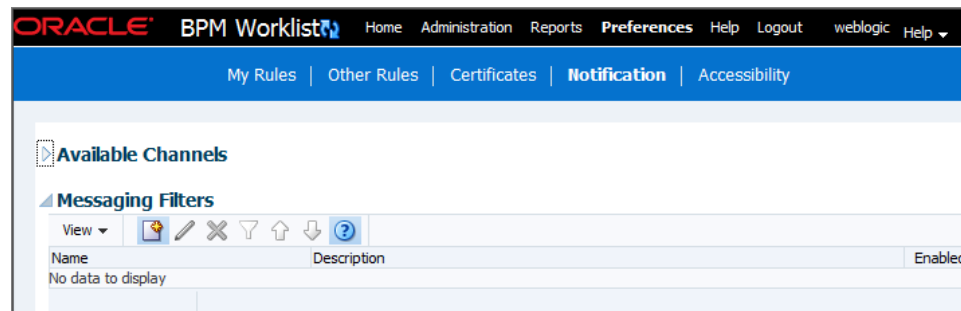 ORACLE BPM Worklist Home Administration Reports Preferences Help Logout weblogic Help
My Rules | Other Rules | Certificates | Notification | Accessibility
Available Channels
Messaging Filters
View
Name Description Enabled
No data to display